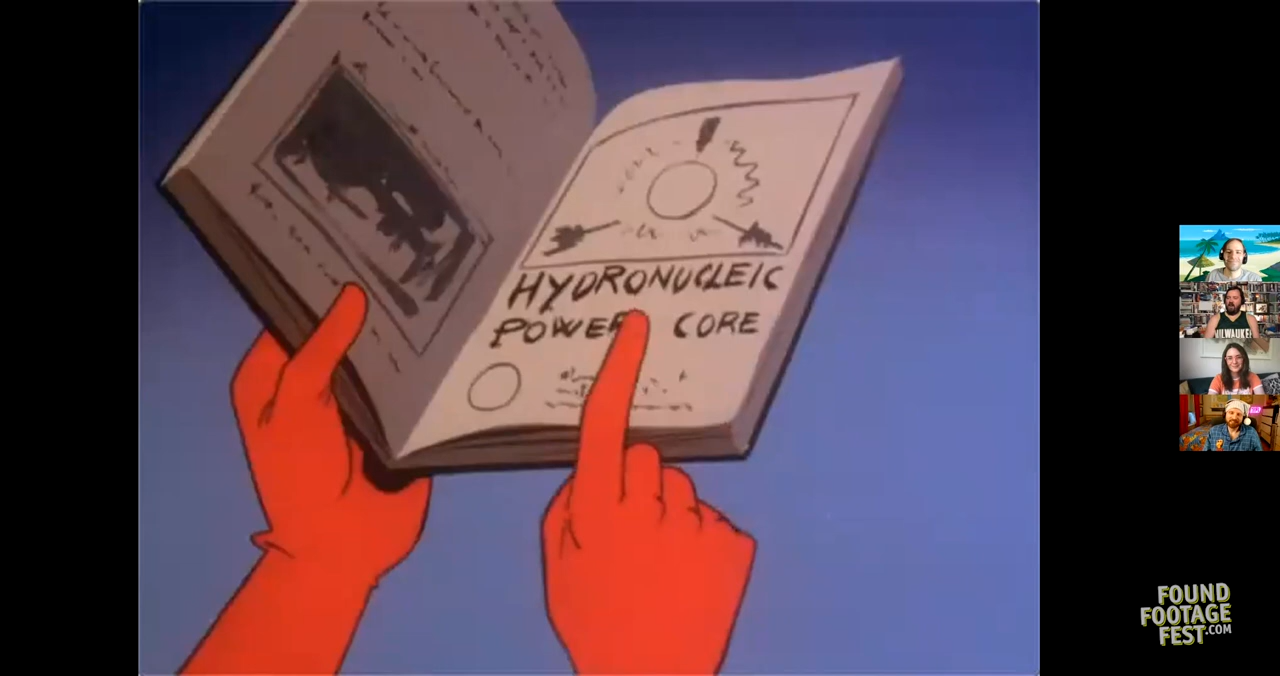 HYDRONUCLEIC
POWER CORE
MILWAUKEE
FOUND
FOOTAGE
FEST.COM